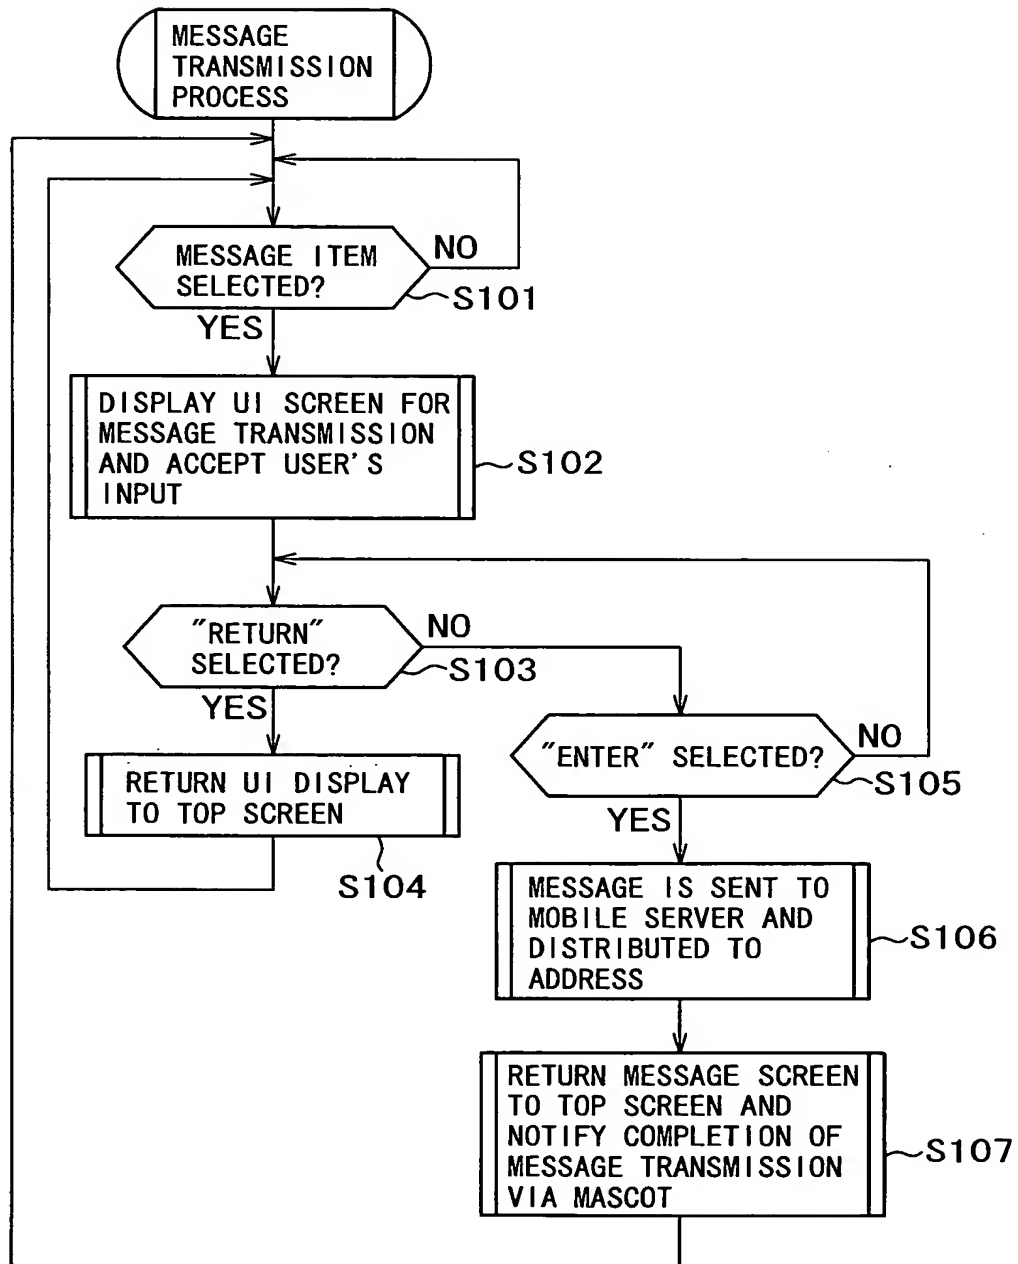 MESSAGE
TRANSMISSION
PROCESS
MESSAGE ITEM
SELECTED?
NO
S101
YES
DISPLAY UI SCREEN FOR
MESSAGE TRANSMISSION
AND ACCEPT USER'S
INPUT
S102
"RETURN"
SELECTED?
NO
S103
YES
RETURN UI DISPLAY
TO TOP SCREEN
S104
"ENTER" SELECTED?
NO
S105
YES
MESSAGE IS SENT TO
MOBILE SERVER AND
DISTRIBUTED TO
ADDRESS
S106
RETURN MESSAGE SCREEN
TO TOP SCREEN AND
NOTIFY COMPLETION OF
MESSAGE TRANSMISSION
VIA MASCOT
S107